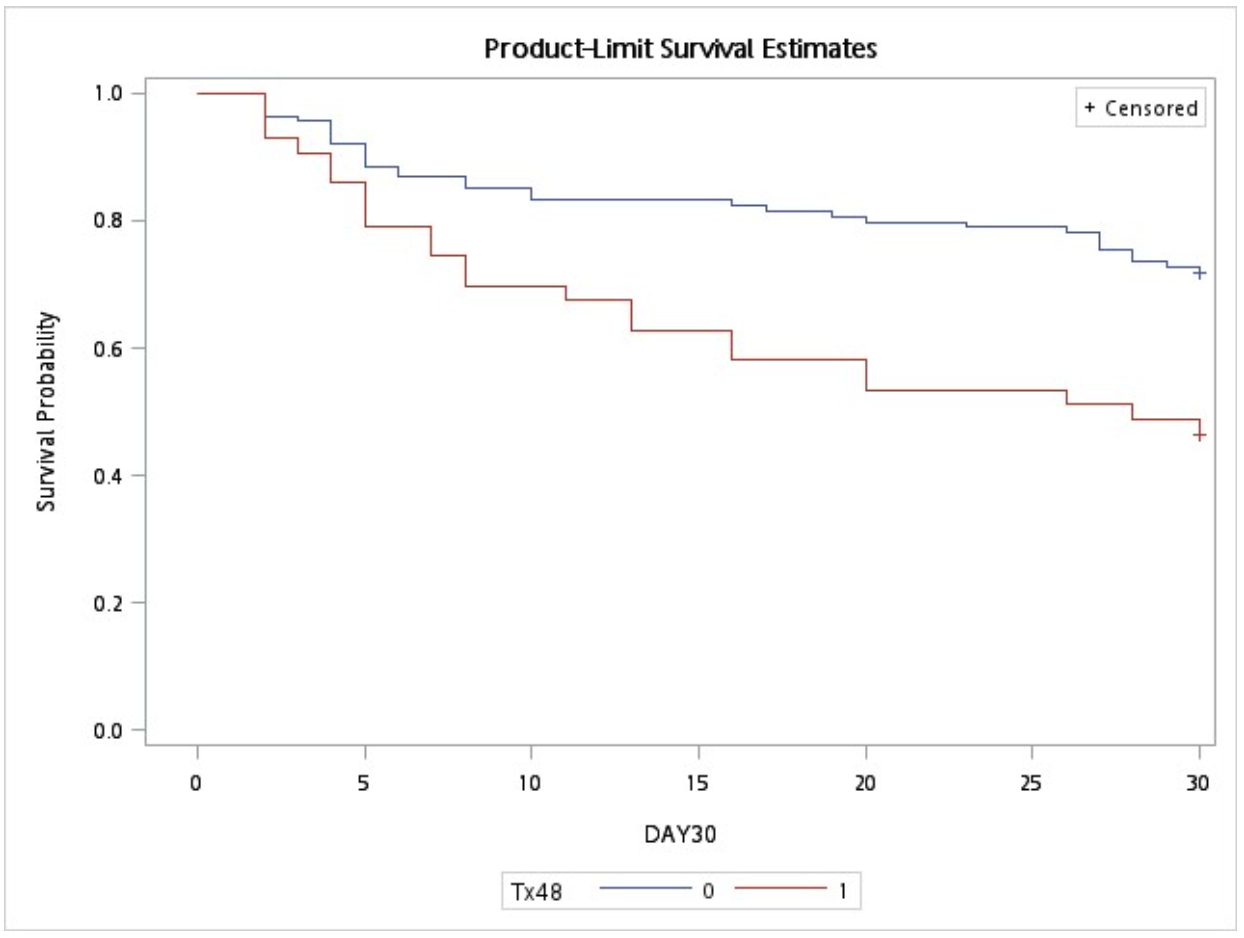 Product-Limit Survival Estimates
+ Censored
1.0
0.8
0.6
0.4
0.2
0.0
Survival Probability
0 5 10 15 20 25 30
DAY30
Tx48 0 1